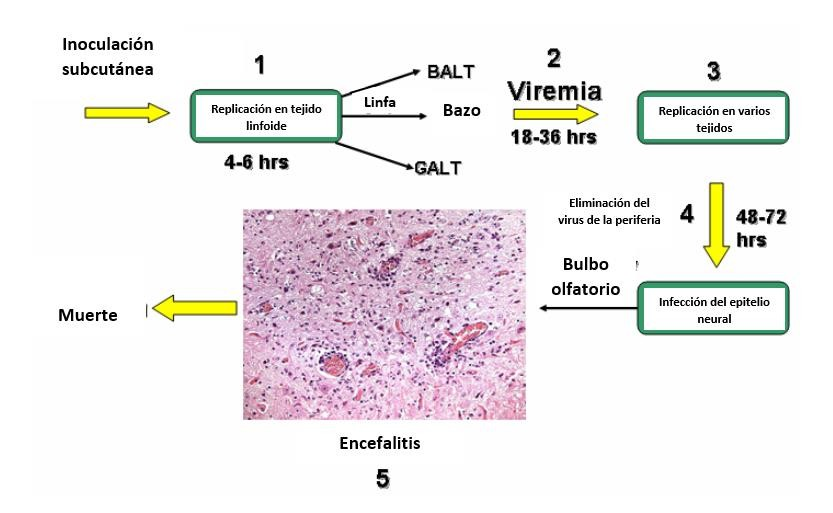 Inoculación
subcutánea
1
Replicación en tejido
linfoide
4-6 hrs
BALT
Linfa
Bazo
GALT
2
Viremia
18-36 hrs
3
Replicación en varios
tejidos
Eliminación del
virus de la periferia
4
48-72
hrs
Infección del epitelio
neural
Bulbo
olfatorio
Encefalitis
5
Muerte